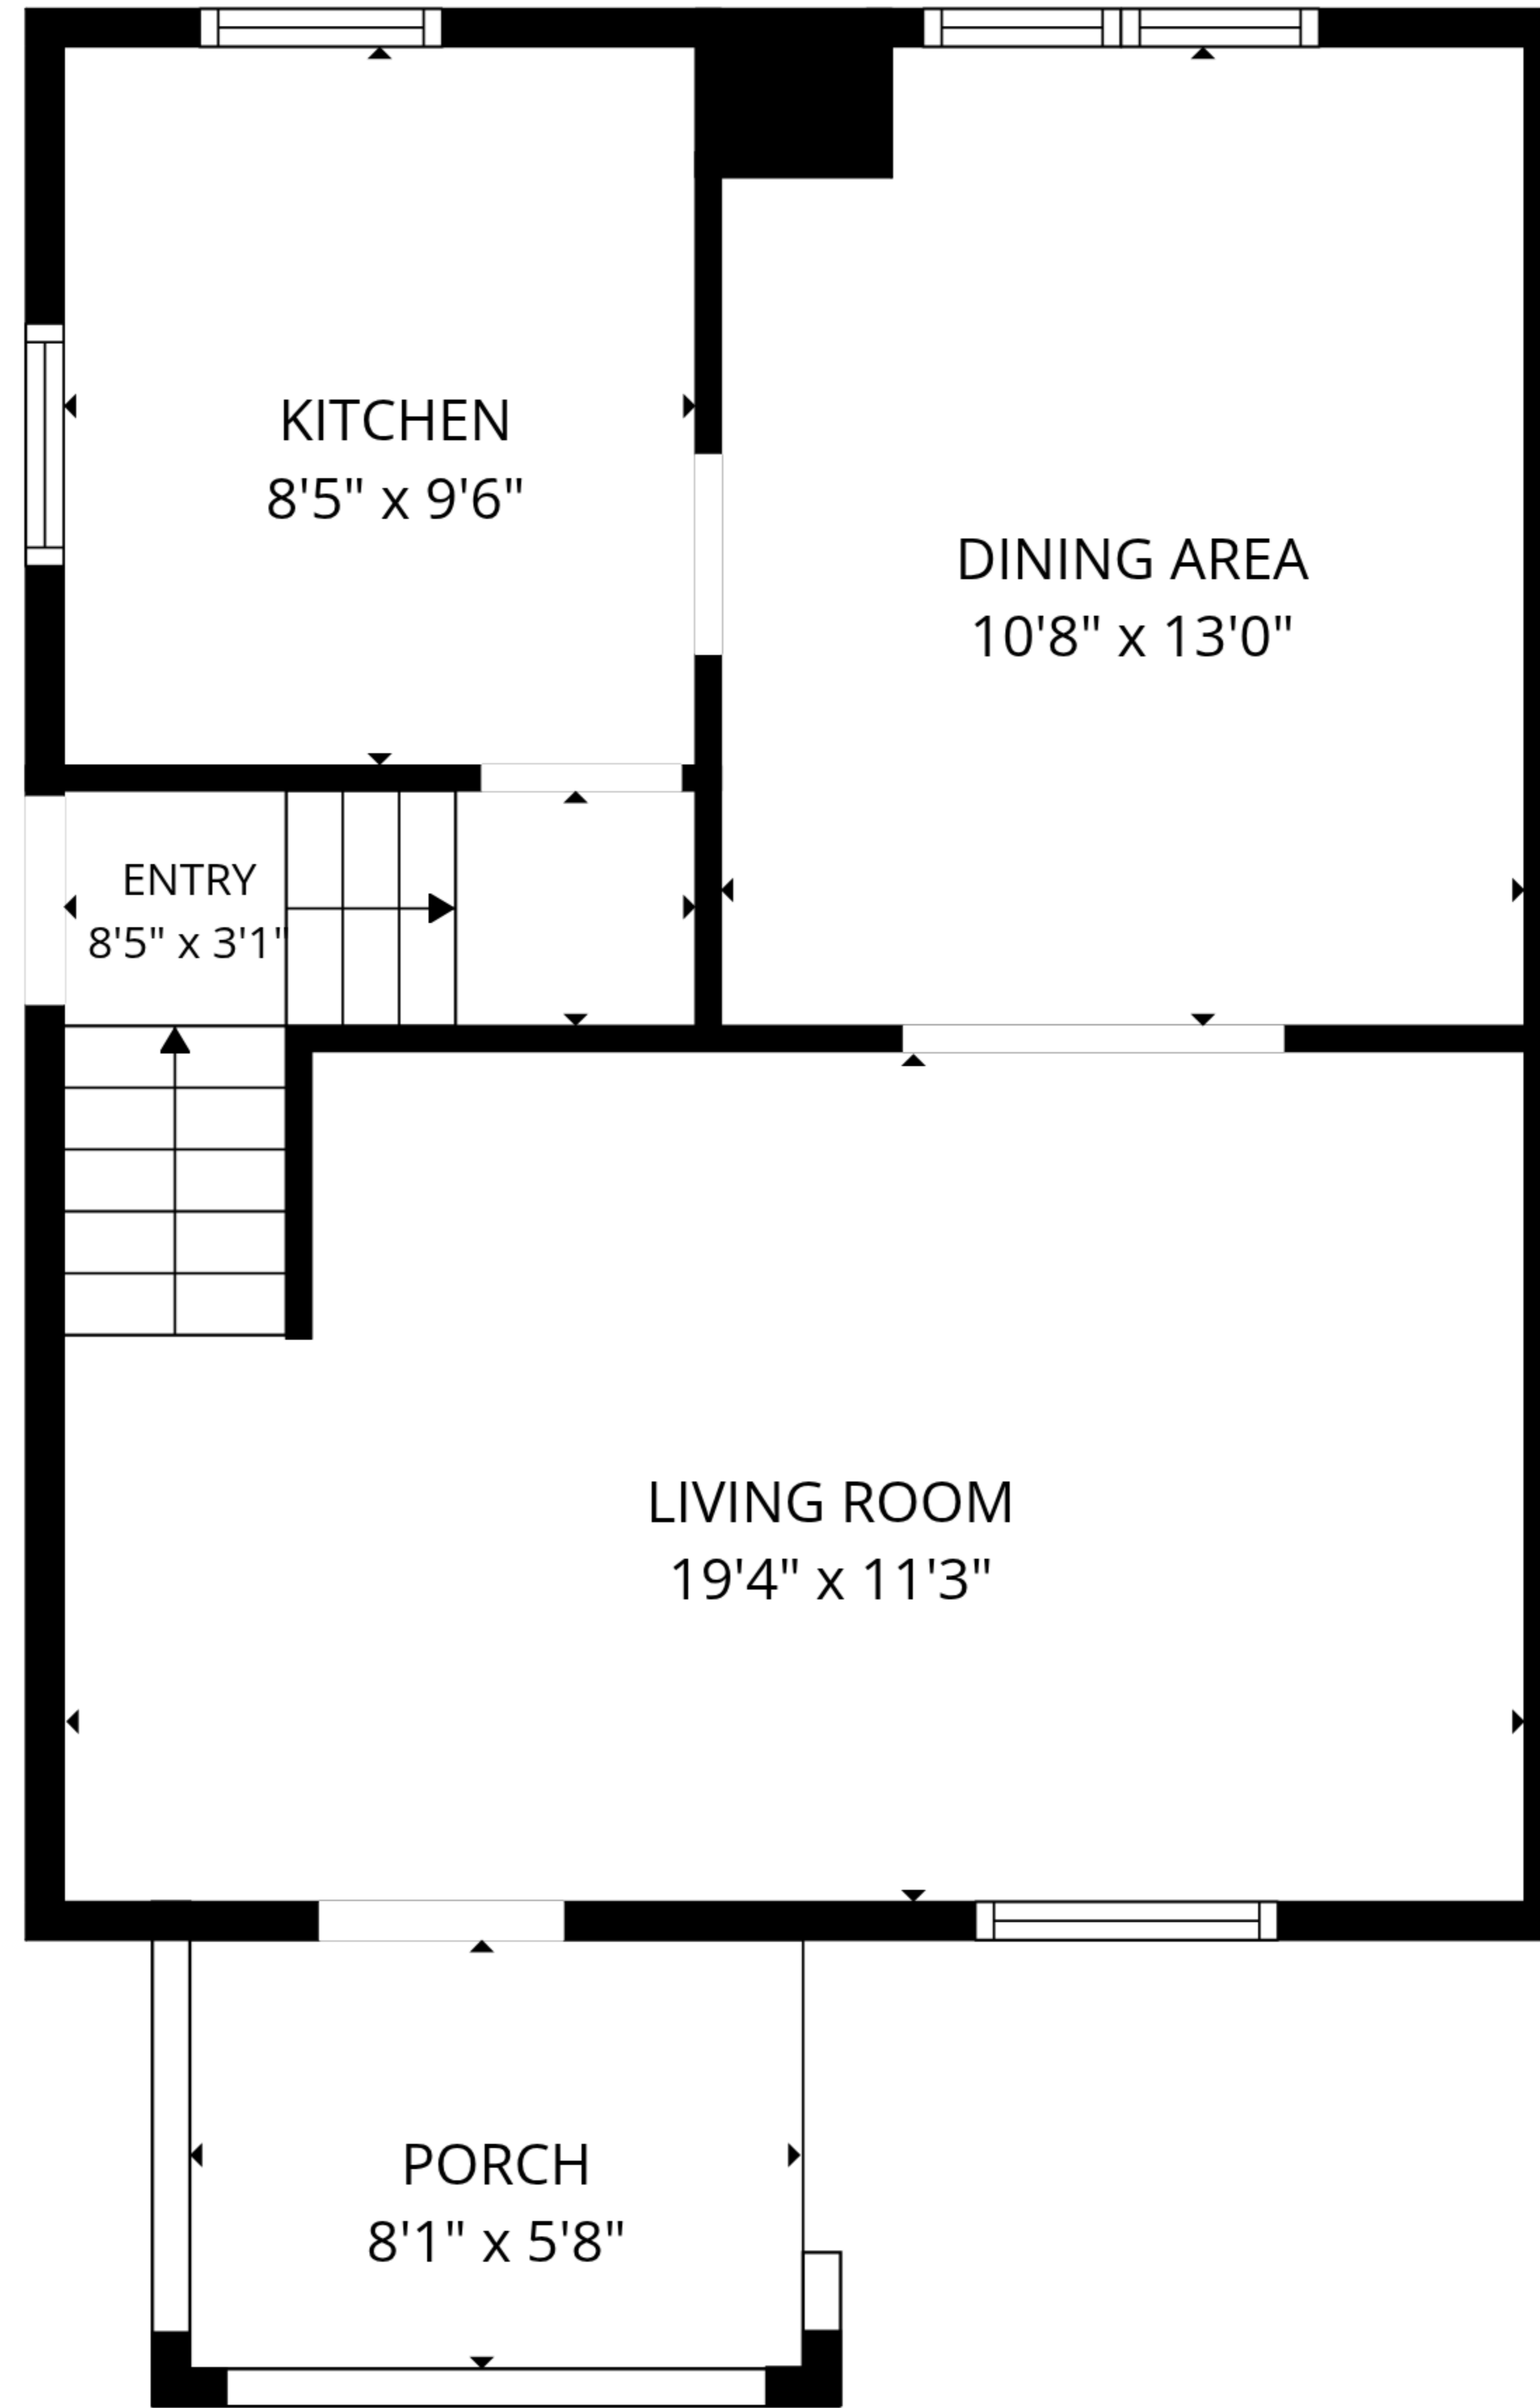 KITCHEN
8'5" x 9'6"
DINING AREA
10'8" x 13'0"
ENTRY
8'5" x 3'1"
LIVING ROOM
19'4" x 11'3"
PORCH
8'1" x 5'8"